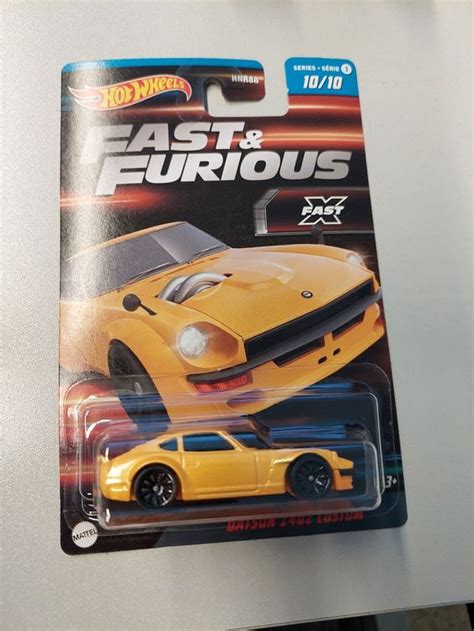 Hot Wheels
HNR88
SERIES • SÉRIE 1
10/10
FAST &
FURIOUS
X
FAST
3+
MATTEL
DATSUN 240Z CUSTOM